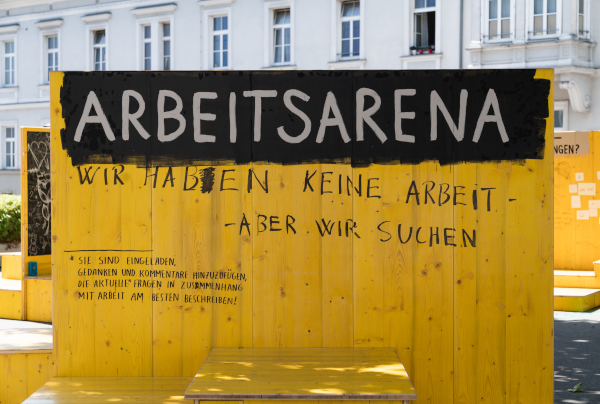 ARBEITSARENA
WIR HABEN KEINE ARBEIT-
-ABER WIR SUCHEN
* SIE SIND EINGELADEN,
GEDANKEN UND KOMMENTARE HINZUZUFÜGEN,
DIE AKTUELLE FRAGEN IN ZUSAMMENHANG
MIT ARBEIT AM BESTEN BESCHREIBEN!
NGEN?